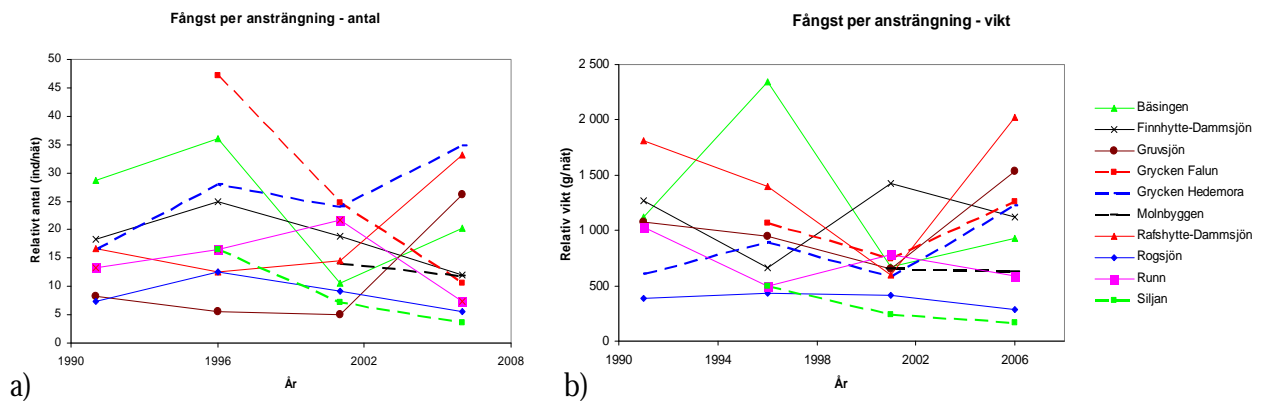 Fångst per ansträngning - antal
Relativt antal (ind/nät)
50
45
40
35
30
25
20
15
10
5
0
1990
1996
2002
2008
År
a)
Fångst per ansträngning - vikt
Relativ vikt (g/nät)
2 500
2 000
1 500
1 000
500
0
1990
1994
1998
2002
2006
År
b)
Bäsingen
Finnhytte-Dammsjön
Gruvsjön
Grycken Falun
Grycken Hedemora
Molnbyggen
Rafshytte-Dammsjön
Rogsjön
Runn
Siljan